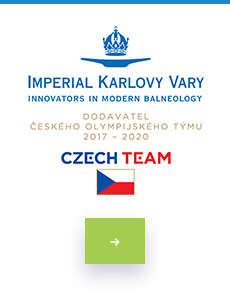 IMPERIAL KARLOVY VARY
INNOVATORS IN MODERN BALNEOLOGY
DODAVATEL
ČESKÉHO OLYMPIJSKÉHO TÝMU
2017 - 2020
CZECH TEAM